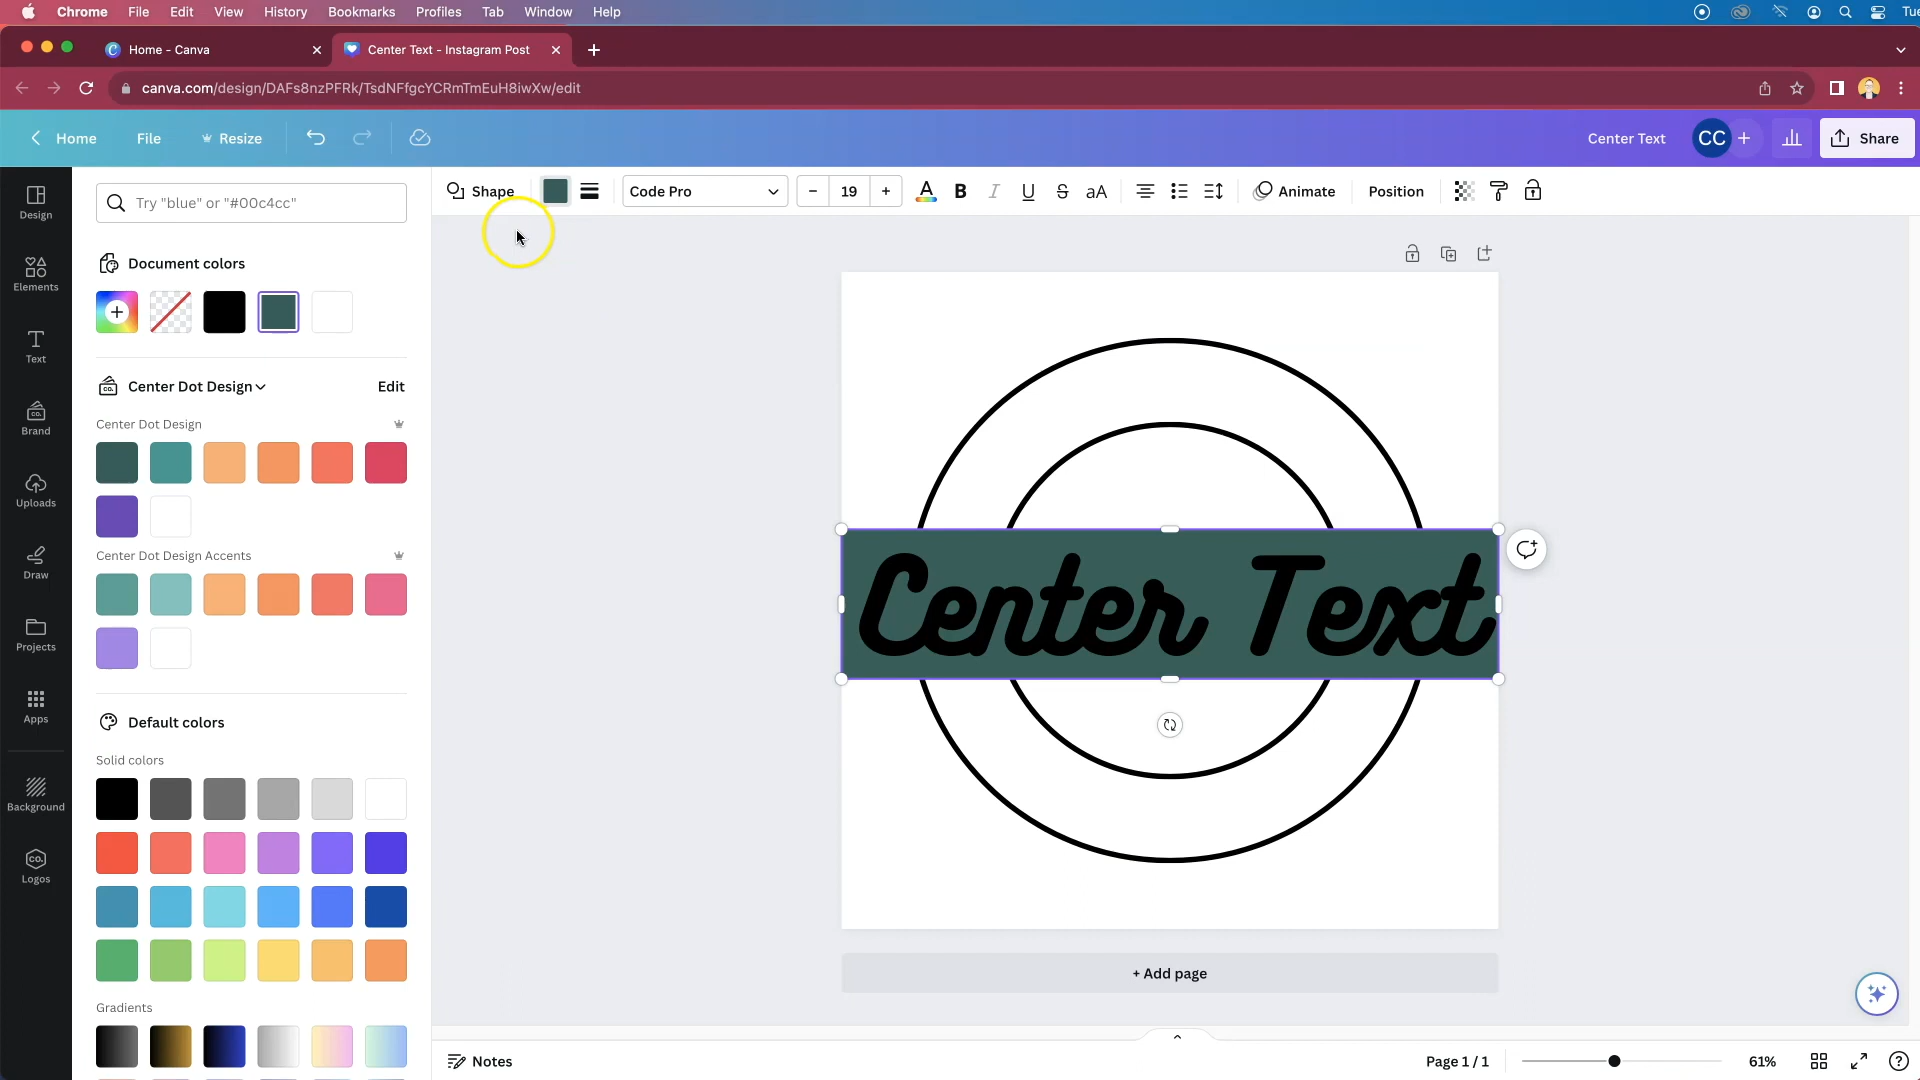 Chrome File Edit View History Bookmarks Profiles Tab Window Help
Home - Canva
Center Text - Instagram Post
canva.com/design/DAFs8nzPFRk/TsdNFfgcYCRmTmEuH8iwXw/edit
Home File Resize
Center Text CC Share
Design
Elements
Text
Brand
Uploads
Draw
Projects
Apps
Background
Logos
Try "blue" or "#00c4cc"
Document colors
Center Dot Design Edit
Center Dot Design
Center Dot Design Accents
Default colors
Solid colors
Gradients
Shape Code Pro – 19 + A B I U S aA Animate Position
Center Text
+ Add page
Notes
Page 1 / 1 61%